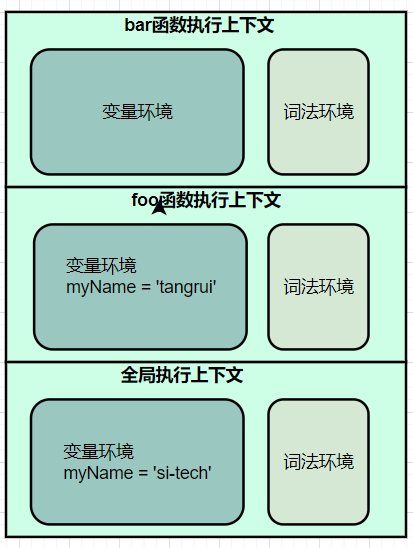 bar函数执行上下文
变量环境
词法环境
foo函数执行上下文
变量环境
myName = 'tangrui'
词法环境
全局执行上下文
变量环境
myName = 'si-tech'
词法环境